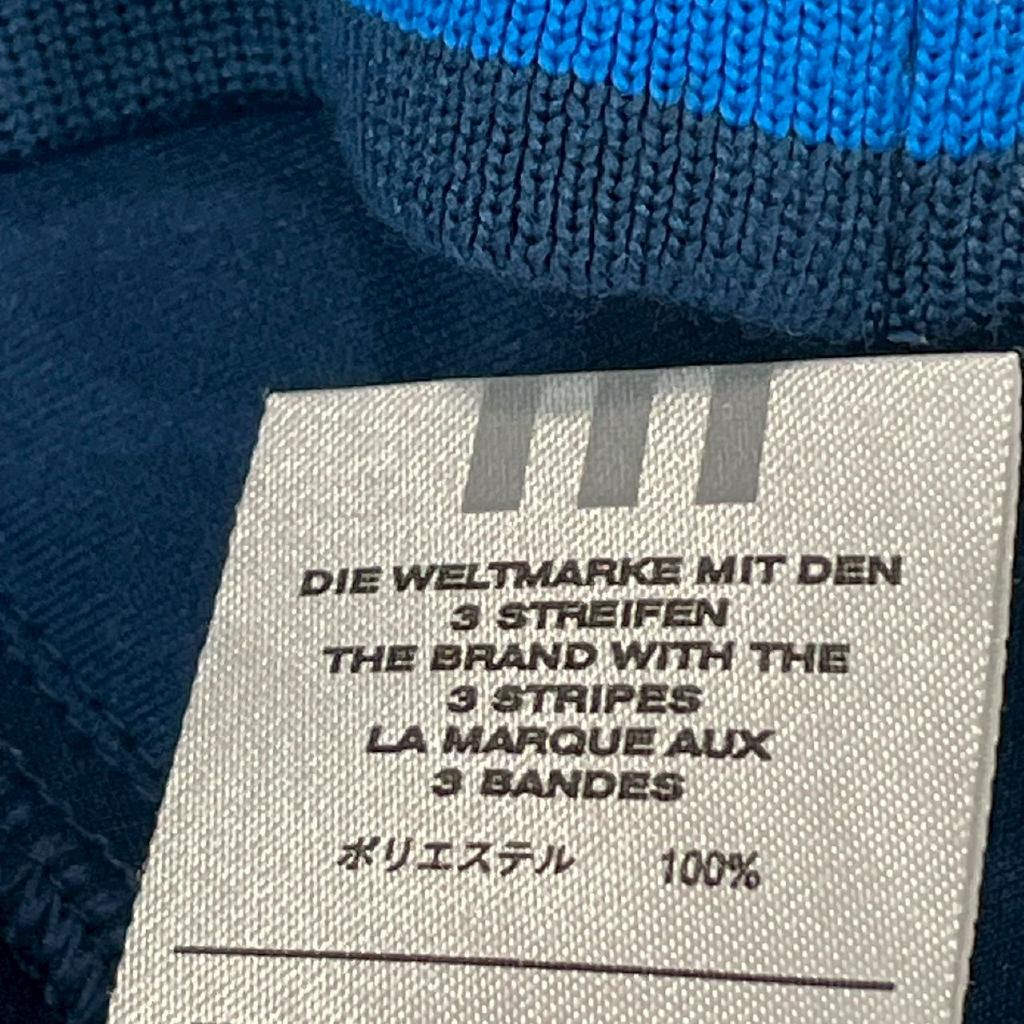 DIE WELTMARKE MIT DEN
3 STREIFEN
THE BRAND WITH THE
3 STRIPES
LA MARQUE AUX
3 BANDES
ポリエステル 100%